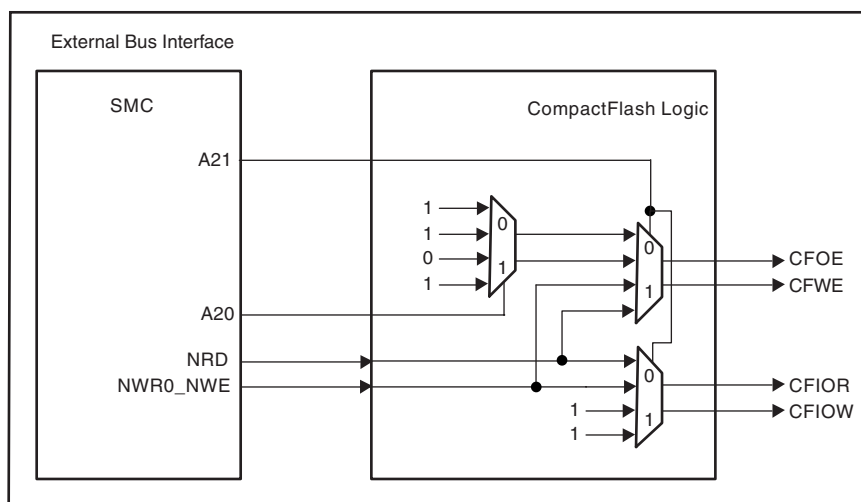 External Bus Interface
SMC
CompactFlash Logic
A21
1
1
0
1
0
1
0
1
CFOE
CFWE
A20
NRD
NWR0_NWE
0
1
1
1
CFIOR
CFIOW